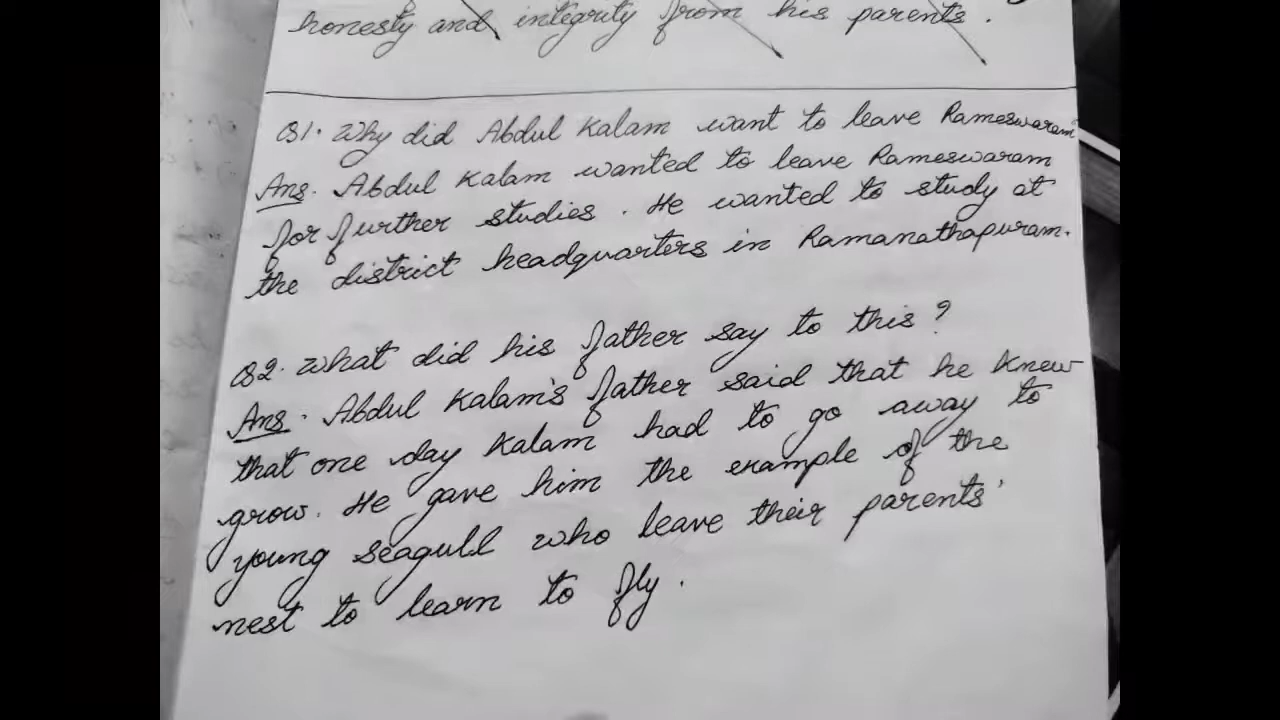 honesty and integrity from his parents.
Q1. Why did Abdul Kalam want to leave Rameswaram
Ans. Abdul Kalam wanted to leave Rameswaram
for further studies. He wanted to study at
the district headquarters in Ramanathapuram.
Q2. What did his father say to this?
Ans. Abdul Kalam's father said that he knew
that one day Kalam had to go away to
grow. He gave him the example of the
young seagull who leave their parents'
nest to learn to fly.